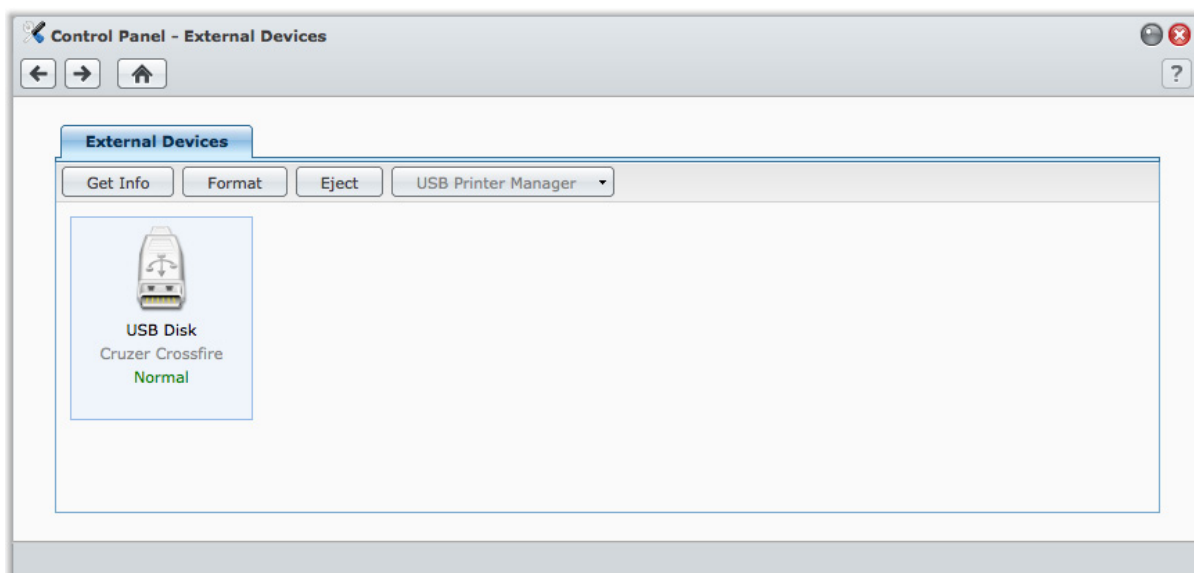 Control Panel - External Devices
?
External Devices
Get Info Format Eject USB Printer Manager
USB Disk
Cruzer Crossfire
Normal